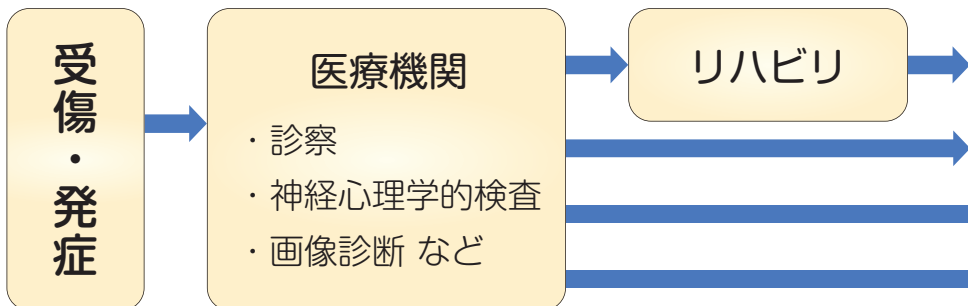 受傷・発症
医療機関
・診察
・神経心理学的検査
・画像診断 など
リハビリ